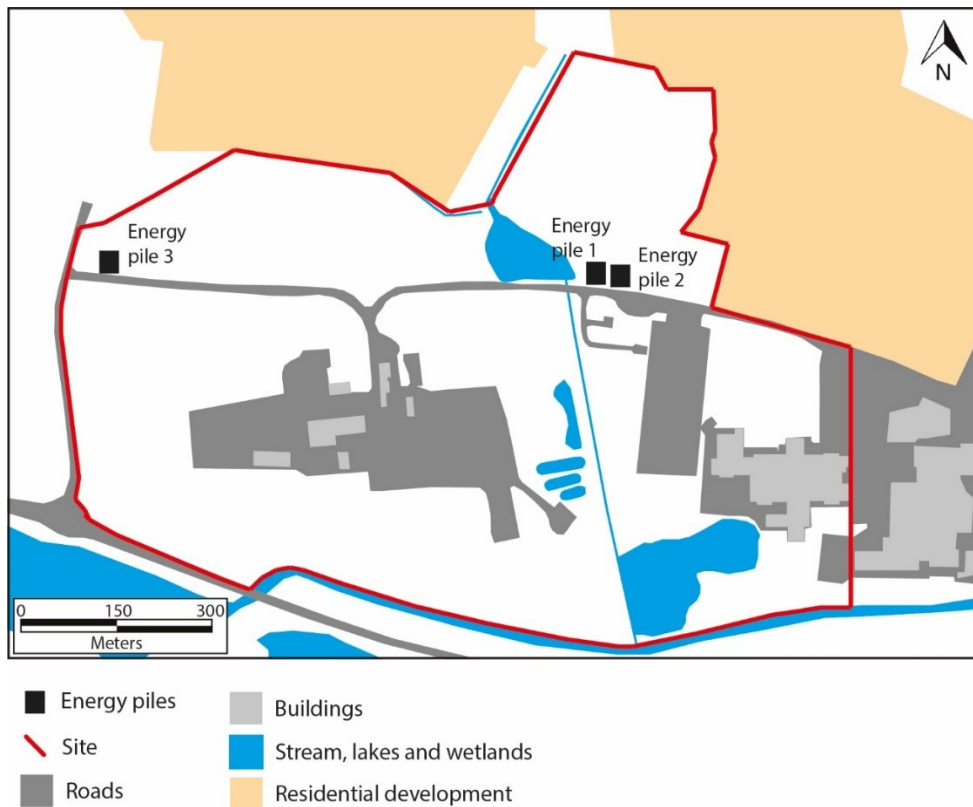 N
Energy
pile 3
Energy
pile 1
Energy
pile 2
0 150 300
Meters
Energy piles
Site
Roads
Buildings
Stream, lakes and wetlands
Residential development